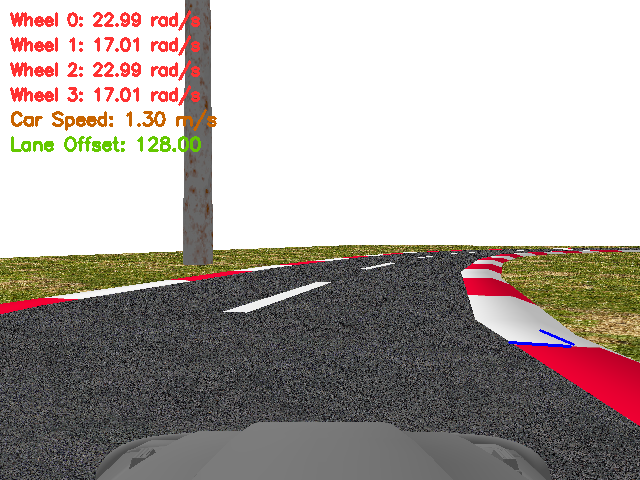 Wheel 0: 22.99 rad/s
Wheel 1: 17.01 rad/s
Wheel 2: 22.99 rad/s
Wheel 3: 17.01 rad/s
Car Speed: 1.30 m/s
Lane Offset: 128.00